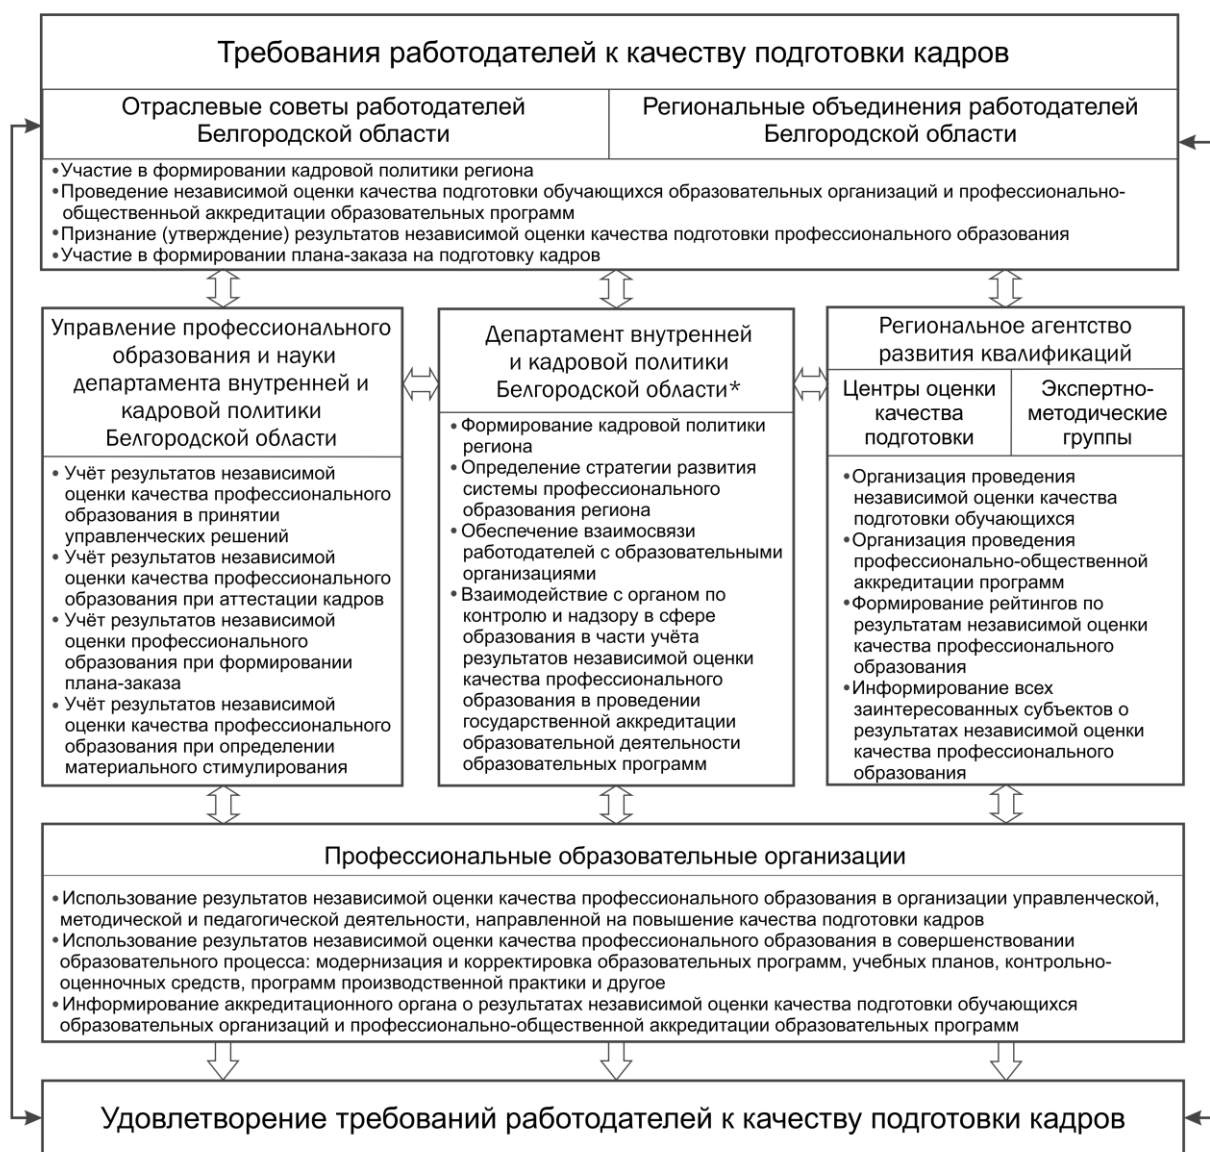 Требования работодателей к качеству подготовки кадров
Отраслевые советы работодателей
Белгородской области
Региональные объединения работодателей
Белгородской области
•Участие в формировании кадровой политики региона
•Проведение независимой оценки качества подготовки обучающихся образовательных организаций и профессионально-
общественньой аккредитации образовательных программ
•Признание (утверждение) результатов независимой оценки качества подготовки профессионального образования
•Участие в формировании плана-заказа на подготовку кадров
Управление профессионального
образования и науки
департамента внутренней и
кадровой политики
Белгородской области
• Учёт результатов независимой
оценки качества профессионального
образования в принятии
управленческих решений
• Учёт результатов независимой
оценки качества профессионального
образования при аттестации кадров
• Учёт результатов независимой
оценки профессионального
образования при формировании
плана-заказа
• Учёт результатов независимой
оценки качества профессионального
образования при определении
материального стимулирования
Департамент внутренней
и кадровой политики
Белгородской области*
• Формирование кадровой политики
региона
• Определение стратегии развития
системы профессионального
образования региона
• Обеспечение взаимосвязи
работодателей с образовательными
организациями
• Взаимодействие с органом по
контролю и надзору в сфере
образования в части учёта
результатов независимой оценки
качества профессионального
образования в проведении
государственной аккредитации
образовательной деятельности
образовательных программ
Региональное агентство
развития квалификаций
Центры оценки
качества
подготовки
Экспертно-
методические
группы
•Организация проведения
независимой оценки качества
подготовки обучающихся
•Организация проведения
профессионально-общественной
аккредитации программ
•Формирование рейтингов по
результатам независимой оценки
качества профессионального
образования
•Информирование всех
заинтересованных субъектов о
результатах независимой оценки
качества профессионального
образования
Профессиональные образовательные организации
•Использование результатов независимой оценки качества профессионального образования в организации управленческой,
методической и педагогической деятельности, направленной на повышение качества подготовки кадров
•Использование результатов независимой оценки качества профессионального образования в совершенствовании
образовательного процесса: модернизация и корректировка образовательных программ, учебных планов, контрольно-
оценочных средств, программ производственной практики и другое
•Информирование аккредитационного органа о результатах независимой оценки качества подготовки обучающихся
образовательных организаций и профессионально-общественной аккредитации образовательных программ
Удовлетворение требований работодателей к качеству подготовки кадров